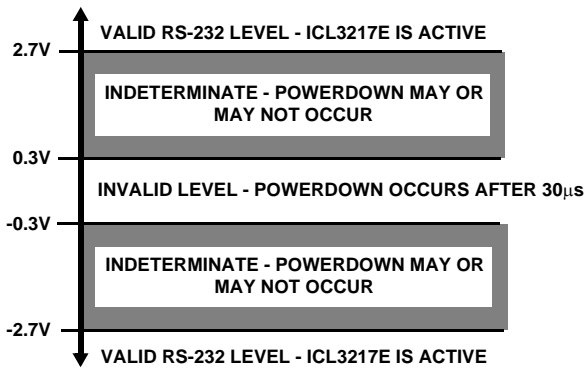 VALID RS-232 LEVEL - ICL3217E IS ACTIVE
2.7V
INDETERMINATE - POWERDOWN MAY OR
MAY NOT OCCUR
0.3V
INVALID LEVEL - POWERDOWN OCCURS AFTER 30μs
-0.3V
INDETERMINATE - POWERDOWN MAY OR
MAY NOT OCCUR
-2.7V
VALID RS-232 LEVEL - ICL3217E IS ACTIVE